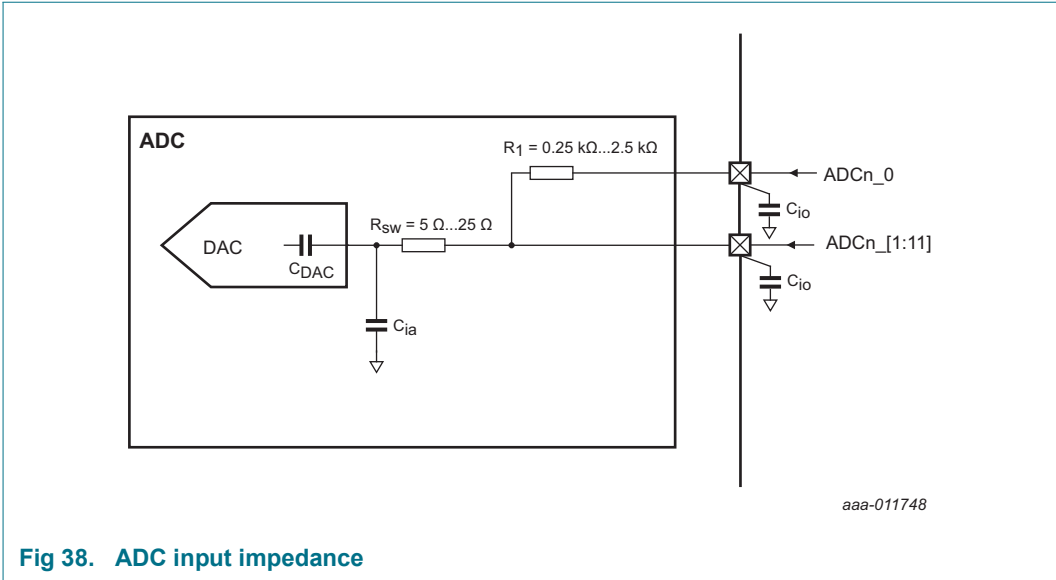 ADC
R1 = 0.25 kΩ...2.5 kΩ
ADCn_0
Cio
Rsw = 5 Ω...25 Ω
DAC
CDAC
ADCn_[1:11]
Cio
Cia
aaa-011748
Fig 38. ADC input impedance